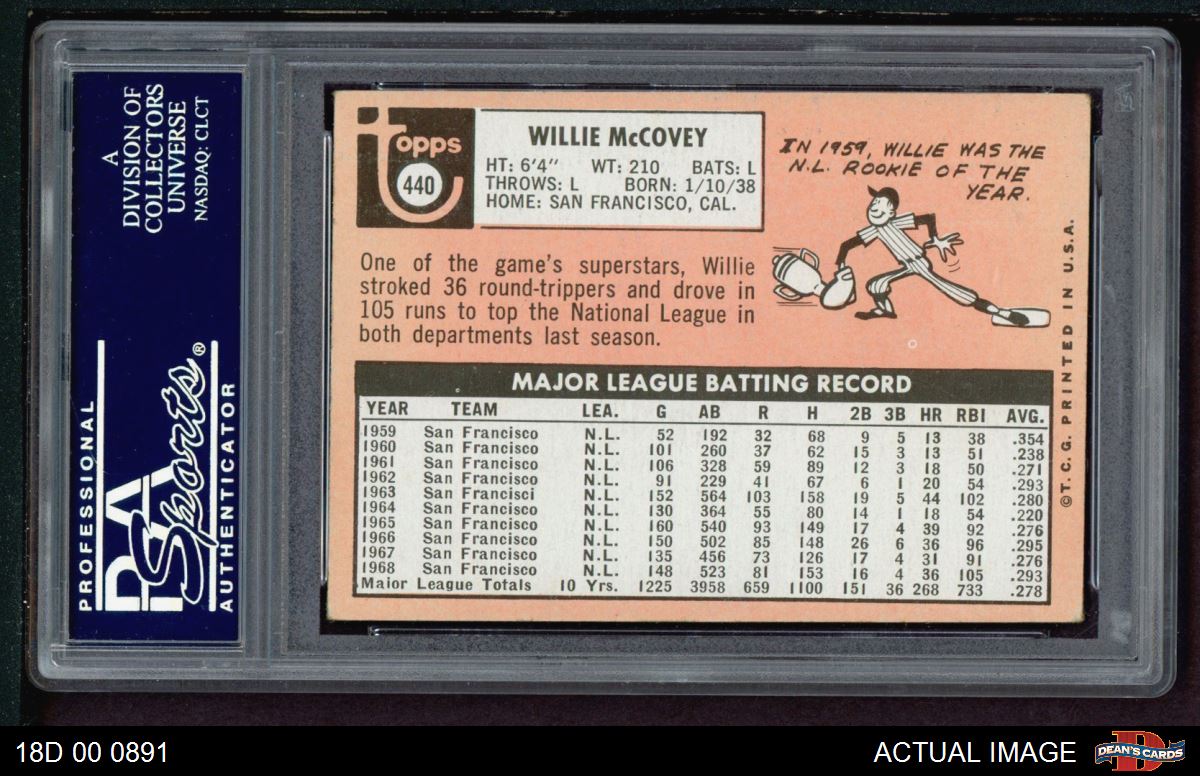 A
DIVISION OF
COLLECTORS
UNIVERSE
NASDAQ: CLCT
PROFESSIONAL
PSA
Sports®
AUTHENTICATOR
topps
440
WILLIE McCOVEY
HT: 6'4" WT: 210 BATS: L
THROWS: L BORN: 1/10/38
HOME: SAN FRANCISCO, CAL.
IN 1959, WILLIE WAS THE
N.L. ROOKIE OF THE
YEAR.
One of the game's superstars, Willie
stroked 36 round-trippers and drove in
105 runs to top the National League in
both departments last season.
MAJOR LEAGUE BATTING RECORD
YEAR TEAM LEA. G AB R H 2B 3B HR RBI AVG.
1959 San Francisco N.L. 52 192 32 68 9 5 13 38 .354
1960 San Francisco N.L. 101 260 37 62 15 3 13 51 .238
1961 San Francisco N.L. 106 328 59 89 12 3 18 50 .271
1962 San Francisco N.L. 91 229 41 67 6 1 20 54 .293
1963 San Francisci N.L. 152 564 103 158 19 5 44 102 .280
1964 San Francisco N.L. 130 364 55 80 14 1 18 54 .220
1965 San Francisco N.L. 160 540 93 149 17 4 39 92 .276
1966 San Francisco N.L. 150 502 85 148 26 6 36 96 .295
1967 San Francisco N.L. 135 456 73 126 17 4 31 91 .276
1968 San Francisco N.L. 148 523 81 153 16 4 36 105 .293
Major League Totals 10 Yrs. 1225 3958 659 1100 151 36 268 733 .278
©T.C.G. PRINTED IN U.S.A.
18D 00 0891
ACTUAL IMAGE
DEAN'S CARDS